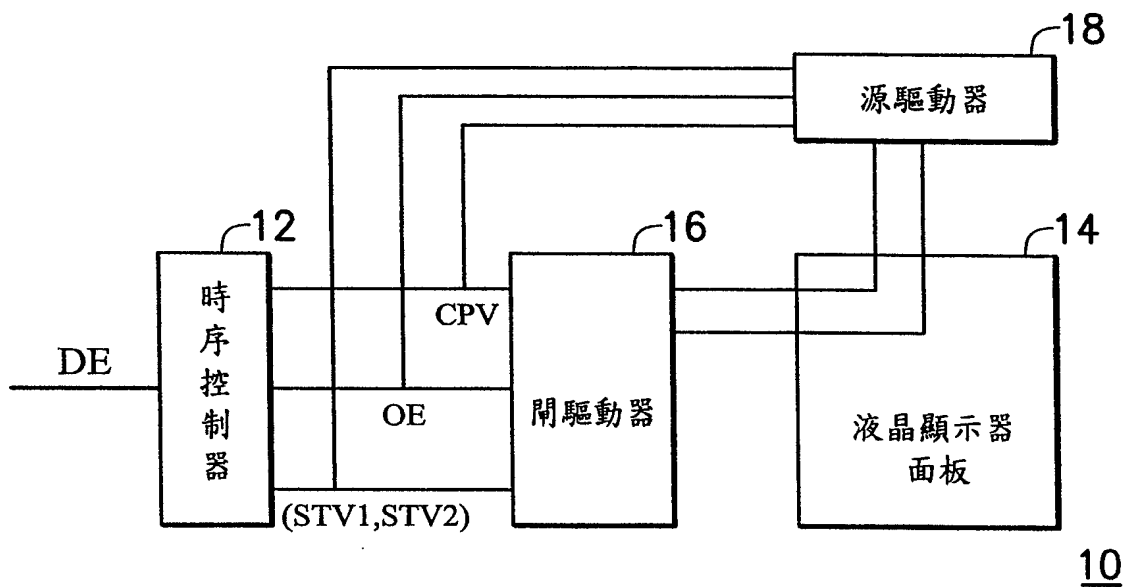 18
源驅動器
12
時序控制器
16
閘驅動器
14
液晶顯示器
面板
DE
CPV
OE
(STV1,STV2)
10